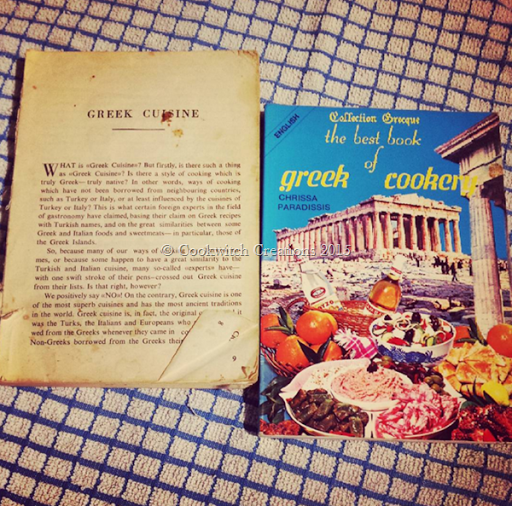 GREEK CUISINE
WHAT is «Greek Cuisine»? But firstly, is there such a thing
as «Greek Cuisine»? Is there a style of cooking which is
truly Greek—truly native? In other words, ways of cooking
which have not been borrowed from neighbouring countries,
such as Turkey or Italy, or at least influenced by the cuisines
of Turkey or Italy? This is what certain foreign experts in the field
of gastronomy have claimed, basing their claim on Greek recipes
with Turkish names, and on the great similarities between some
Greek and Italian foods and sweetmeats—in particular, those of
the Greek Islands.
So, because many of our ways of
mes, or because some happen to have a great similarity to the
Turkish and Italian cuisine, many so-called «experts» have—
with one swift stroke of their pens—crossed out Greek cuisine
from their lists. Is that right, however?
We positively say «NO»! On the contrary, Greek cuisine is one
of the most superb cuisines and has the most ancient traditions
in the world. Greek cuisine is, in fact, the original
was the Turks, the Italians and Europeans who
wed from the Greeks whenever they came in
Non-Greeks borrowed from the Greeks their
9
ENGLISH
Collection Grecque
the best book
of
greek cookery
CHRISSA
PARADISSIS
© Cookwitch Creations 2015